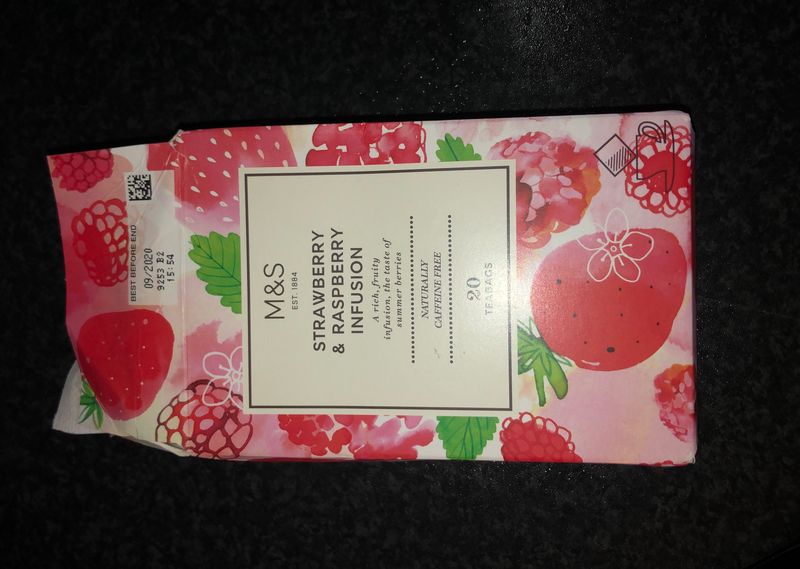 BEST BEFORE END
09/2020
9253 B2
15:54
M&S
EST. 1884
STRAWBERRY
& RASPBERRY
INFUSION
A rich, fruity
infusion, the taste of
summer berries
NATURALLY
CAFFEINE FREE
20
TEABAGS